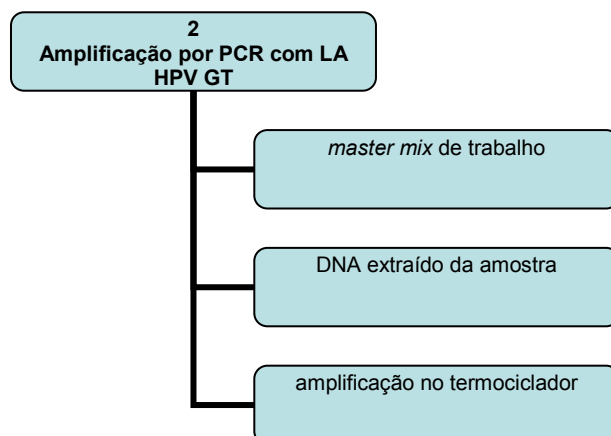 2
Amplificação por PCR com LA
HPV GT
master mix de trabalho
DNA extraído da amostra
amplificação no termociclador